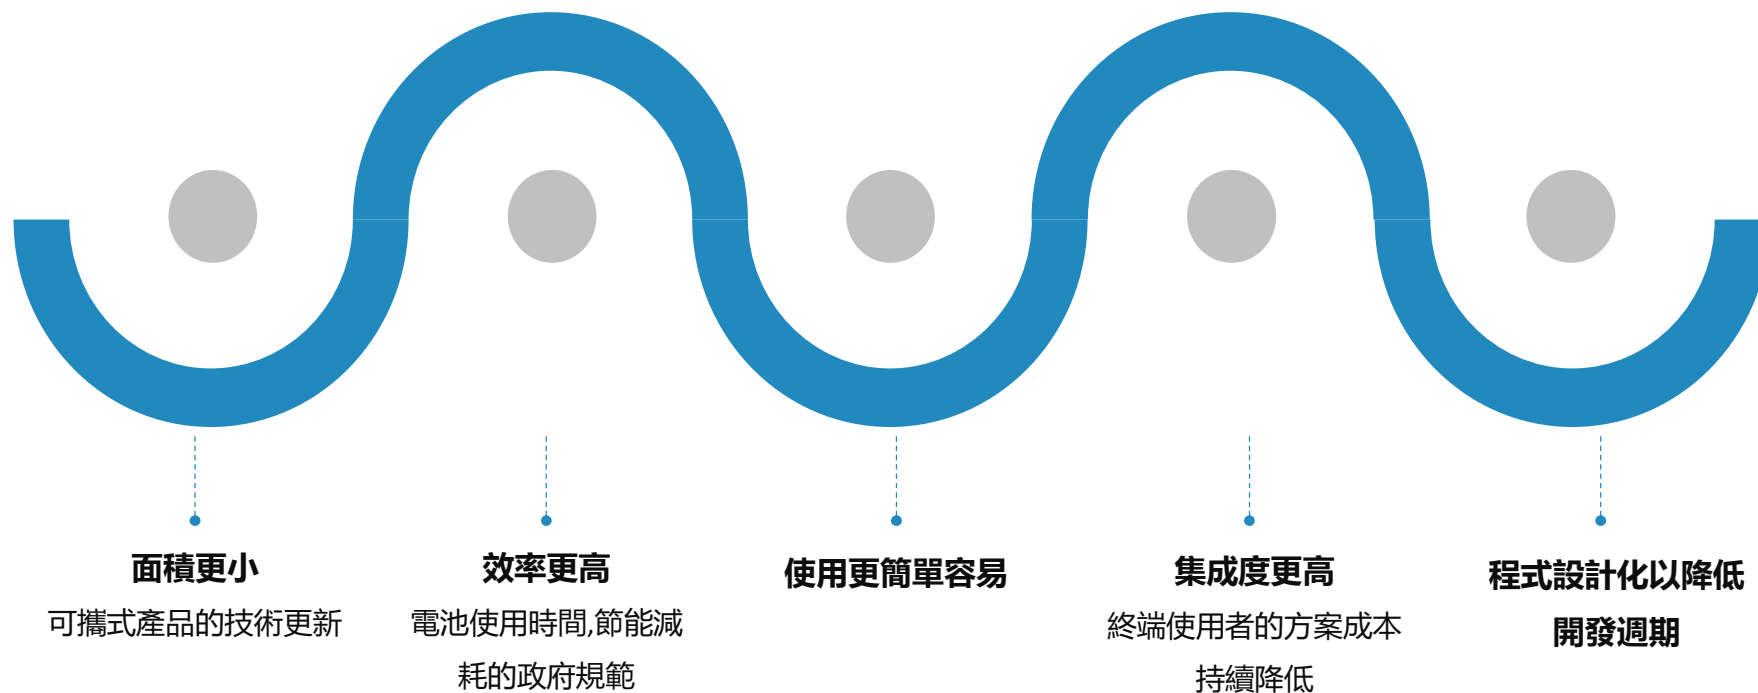 面積更小
可攜式產品的技術更新
效率更高
電池使用時間,節能減
耗的政府規範
使用更簡單容易
集成度更高
終端使用者的方案成本
持續降低
程式設計化以降低
開發週期